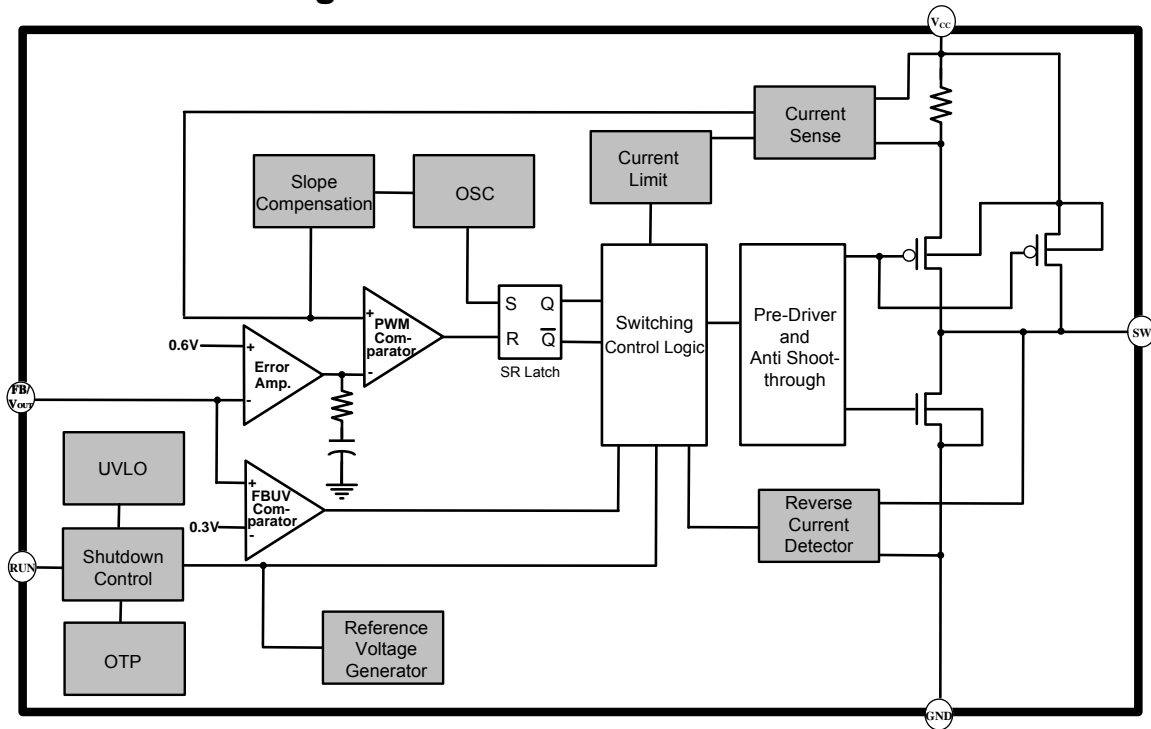 g
V_CC
Current
Sense
Current
Limit
Slope
Compensation
OSC
S Q
R Q̅
SR Latch
+
PWM
Com-
parator
-
0.6V
+
Error
Amp.
-
FB/
V_OUT
Switching
Control Logic
Pre-Driver
and
Anti Shoot-
through
SW
UVLO
+
FBUV
Com-
parator
0.3V
-
Reverse
Current
Detector
RUN
Shutdown
Control
OTP
Reference
Voltage
Generator
GND